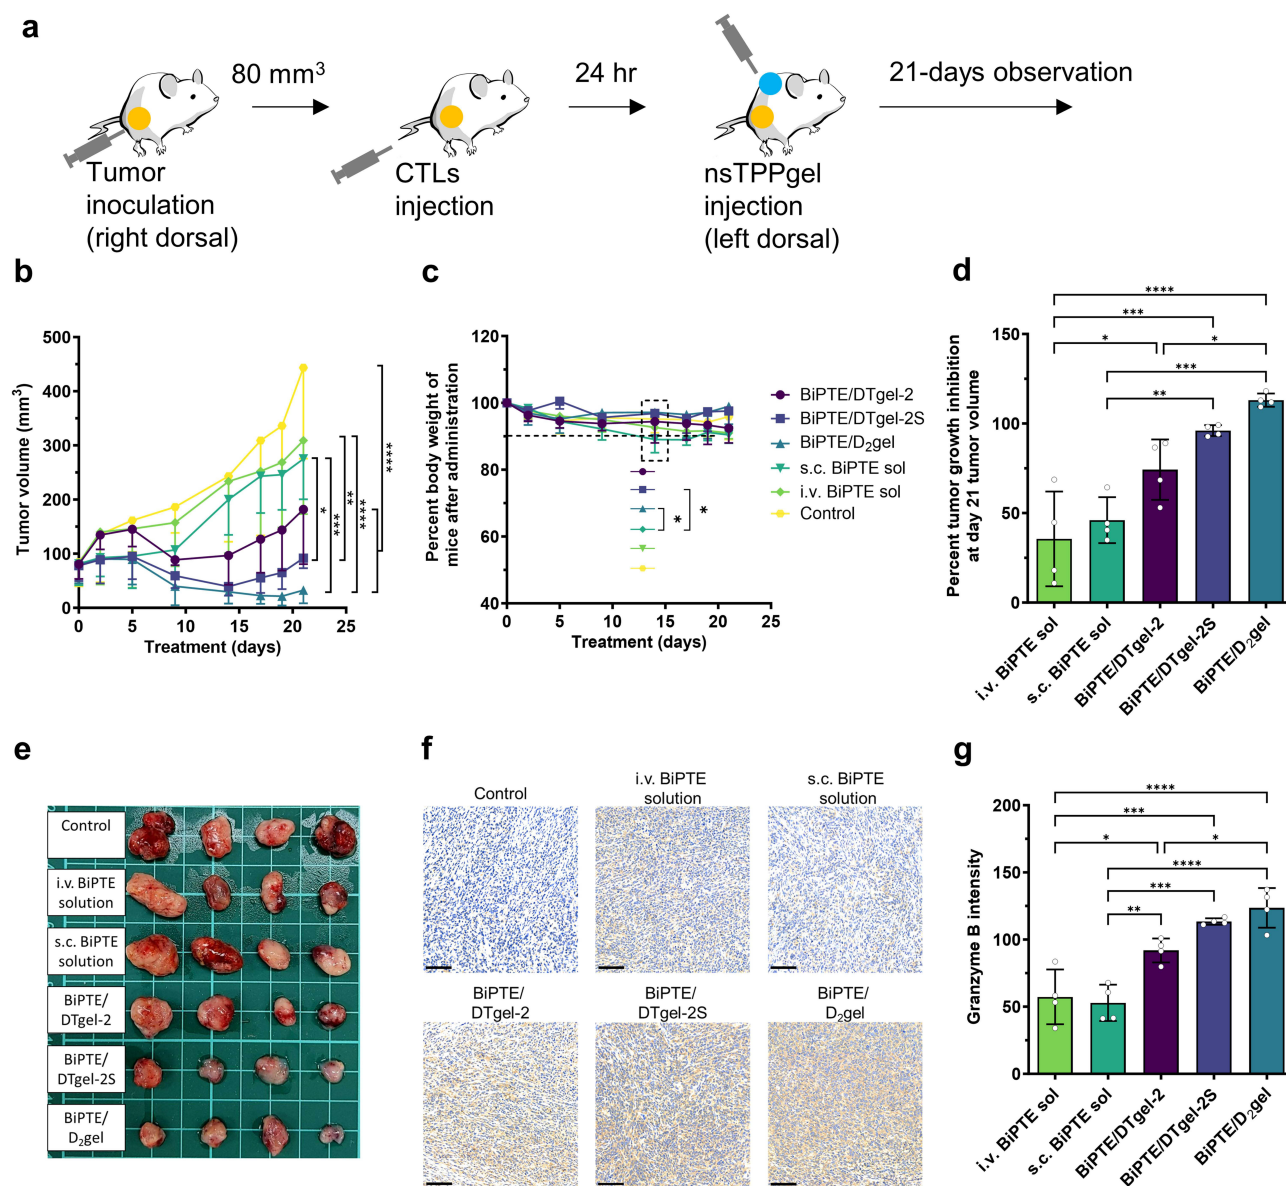 a
80 mm³
24 hr
21-days observation
Tumor
inoculation
(right dorsal)
CTLs
injection
nsTPPgel
injection
(left dorsal)
b
Tumor volume (mm³)
500
400
300
200
100
0
0 5 10 15 20 25
Treatment (days)
*
***
**
****
****
****
c
Percent body weight of
mice after administration
120
100
80
60
40
0 5 10 15 20 25
Treatment (days)
*
*
BiPTE/DTgel-2
BiPTE/DTgel-2S
BiPTE/D₂gel
s.c. BiPTE sol
i.v. BiPTE sol
Control
d
Percent tumor growth inhibition
at day 21 tumor volume
150
100
50
0
****
***
*
*
***
**
i.v. BiPTE sol
s.c. BiPTE sol
BiPTE/DTgel-2
BiPTE/DTgel-2S
BiPTE/D₂gel
e
Control
i.v. BiPTE
solution
s.c. BiPTE
solution
BiPTE/
DTgel-2
BiPTE/
DTgel-2S
BiPTE/
D₂gel
f
Control
i.v. BiPTE
solution
s.c. BiPTE
solution
BiPTE/
DTgel-2
BiPTE/
DTgel-2S
BiPTE/
D₂gel
g
Granzyme B intensity
200
150
100
50
0
****
***
*
*
****
***
**
i.v. BiPTE sol
s.c. BiPTE sol
BiPTE/DTgel-2
BiPTE/DTgel-2S
BiPTE/D₂gel